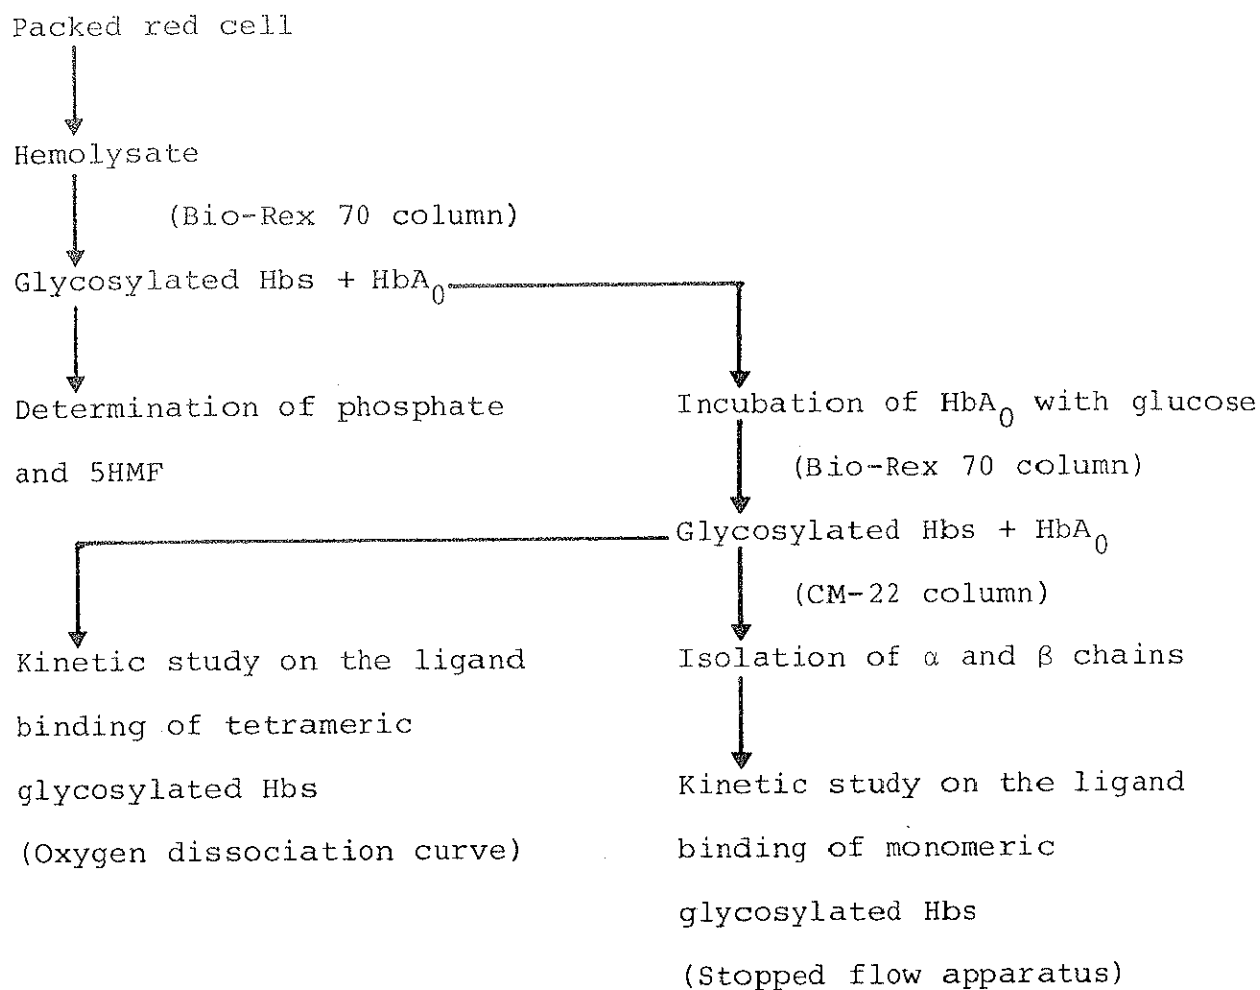 Packed red cell
Hemolysate
(Bio-Rex 70 column)
Glycosylated Hbs + HbA0
Determination of phosphate
and 5HMF
Incubation of HbA0 with glucose
(Bio-Rex 70 column)
Glycosylated Hbs + HbA0
(CM-22 column)
Isolation of α and β chains
Kinetic study on the ligand
binding of tetrameric
glycosylated Hbs
(Oxygen dissociation curve)
Kinetic study on the ligand
binding of monomeric
glycosylated Hbs
(Stopped flow apparatus)